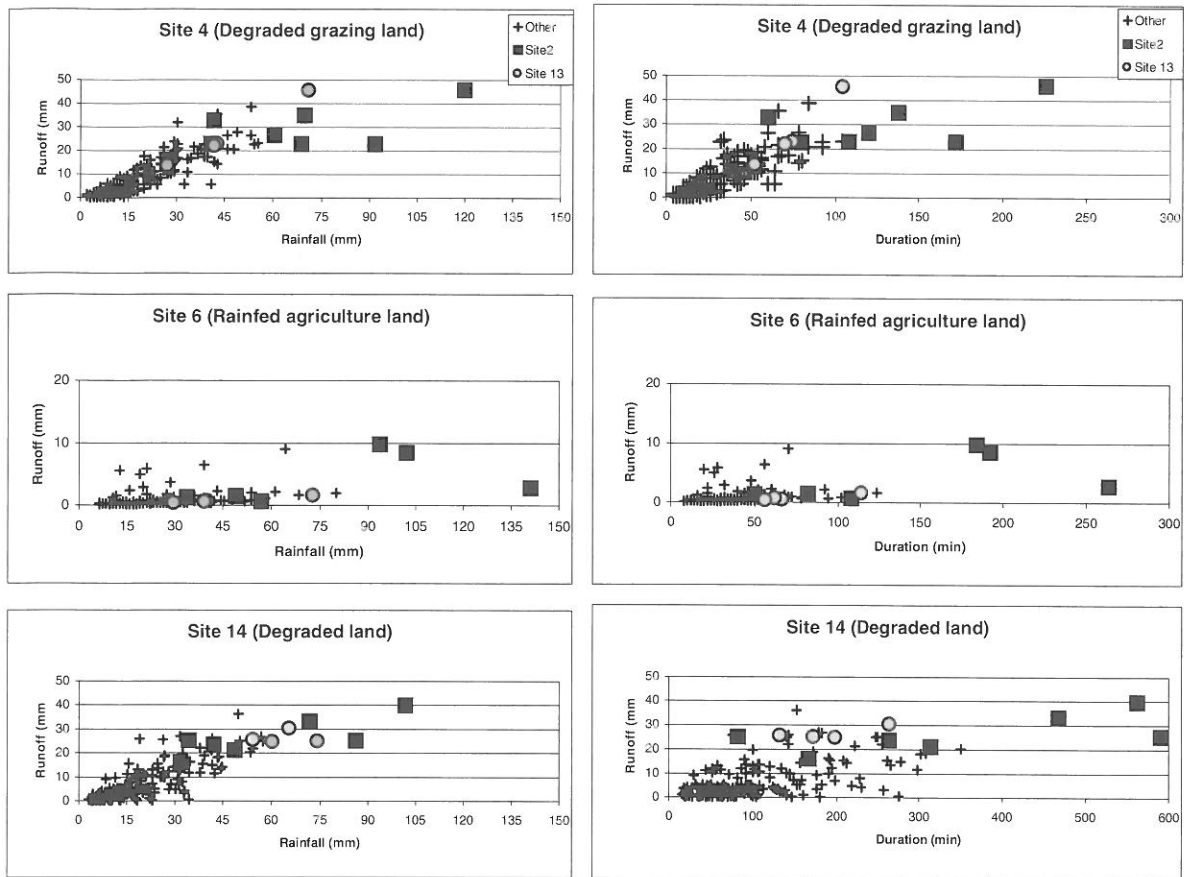 Site 4 (Degraded grazing land)
Other
Site2
Site 13
Runoff (mm
50
40
30
20
10
0
0 15 30 45 60 75 90 105 120 135 150
Rainfall (mm)
Site 4 (Degraded grazing land)
Other
Site2
Site 13
Runoff (mm
50
40
30
20
10
0
0 50 100 150 200 250 300
Duration (min)
Site 6 (Rainfed agriculture land)
Runoff (mm)
20
10
0
0 15 30 45 60 75 90 105 120 135 150
Rainfall (mm)
Site 6 (Rainfed agriculture land)
Runoff (mm)
20
10
0
0 50 100 150 200 250 300
Duration (min)
Site 14 (Degraded land)
Runoff (mm
50
40
30
20
10
0
0 15 30 45 60 75 90 105 120 135 150
Rainfall (mm)
Site 14 (Degraded land)
Runoff (mm
50
40
30
20
10
0
0 100 200 300 400 500 600
Duration (min)